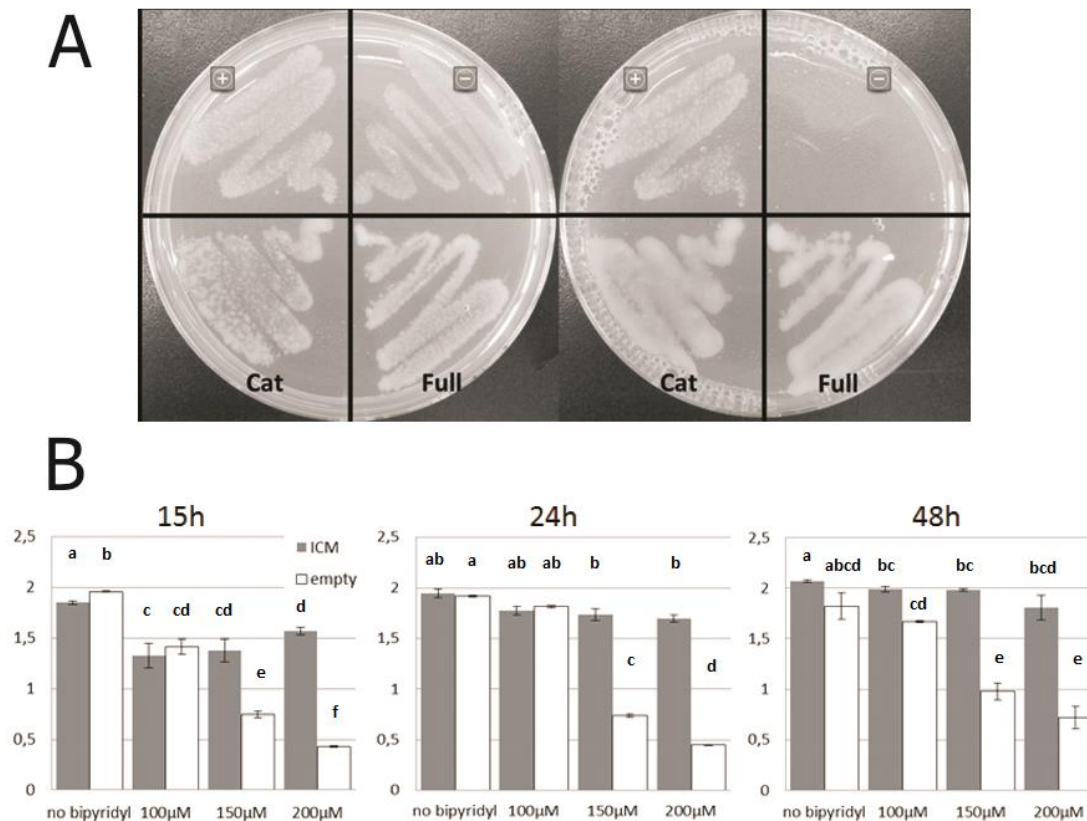 A
+ − + −
Cat Full Cat Full
B
15h 24h 48h
2,5 2,5 2,5
a b ICM ab a ab ab b b a abcd bc bc bcd
empty
2 2 2
c cd cd d cd
1,5 1,5 1,5
e c e e
1 1 1
f d
0,5 0,5 0,5
0 0 0
no bipyridyl 100μM 150μM 200μM no bipyridyl 100μM 150μM 200μM no bipyridyl 100μM 150μM 200μM